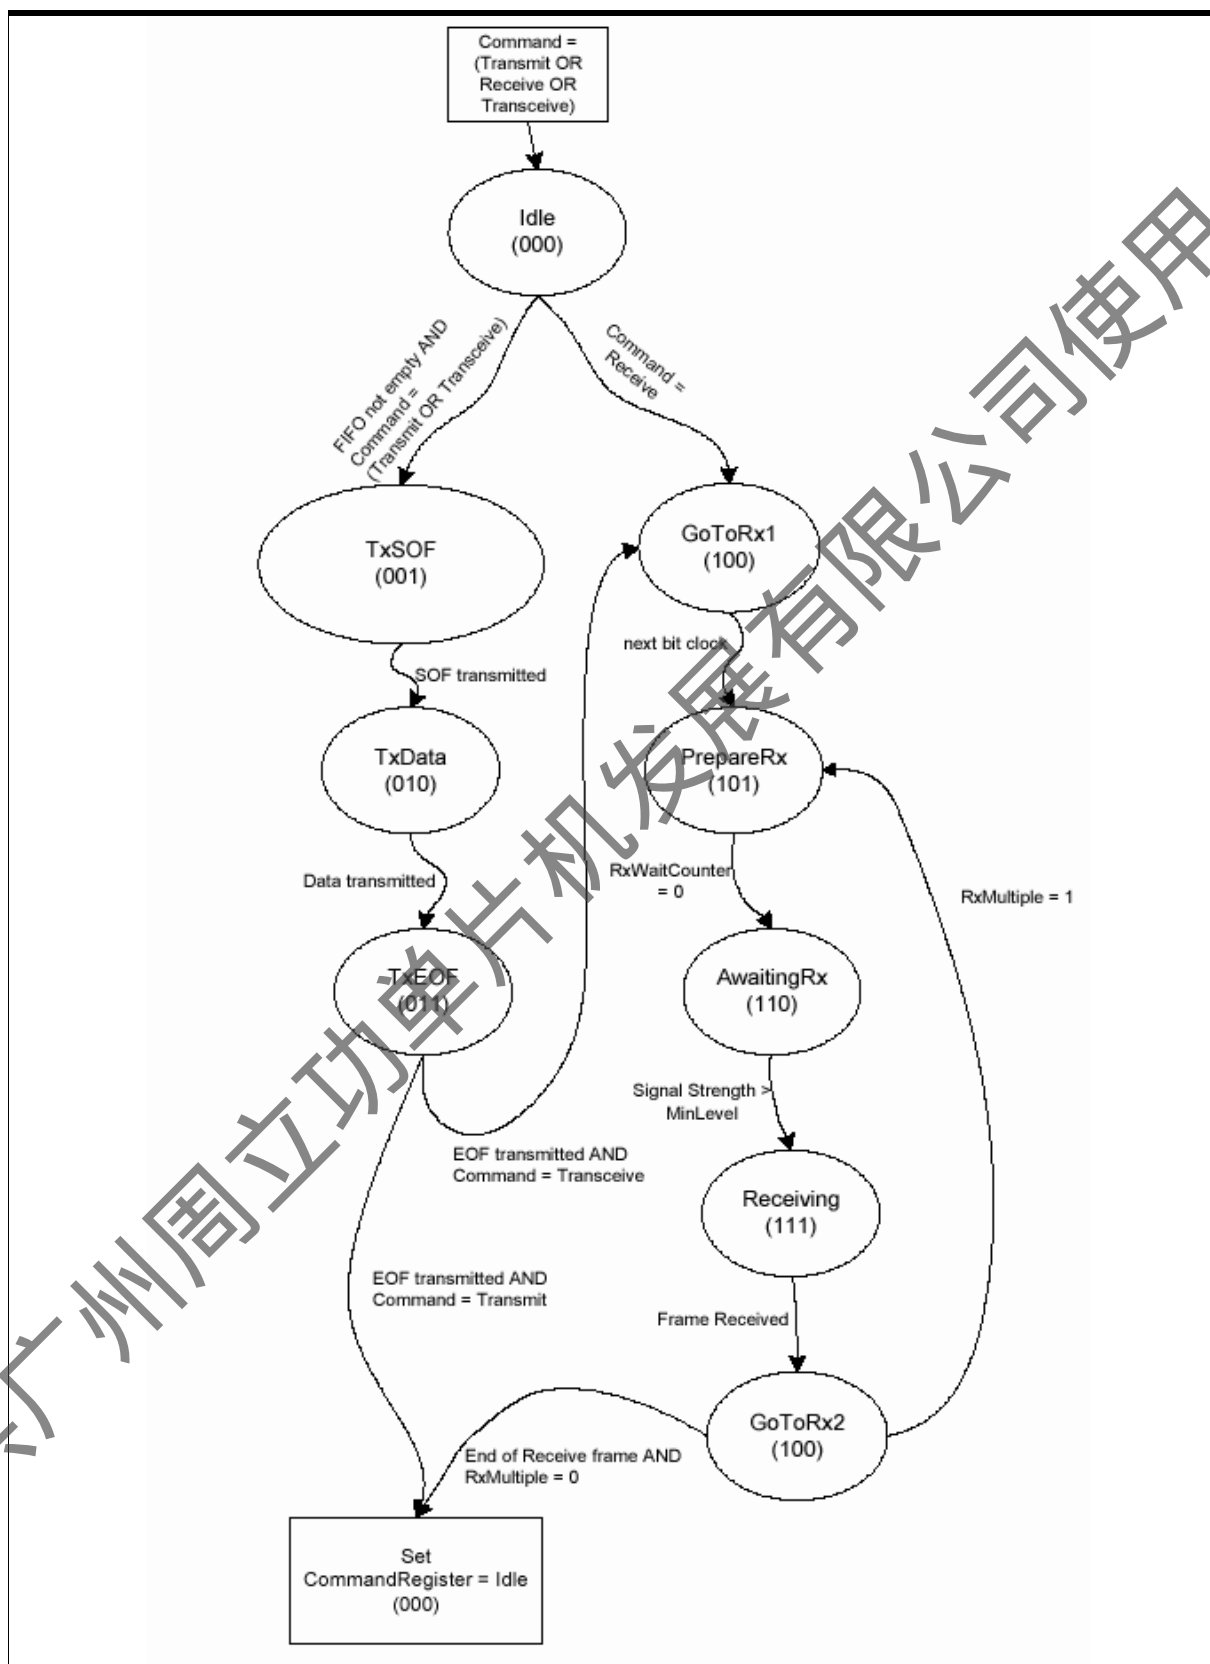 Command =
(Transmit OR
Receive OR
Transceive)
Idle
(000)
FIFO not empty AND
Command =
(Transmit OR Transceive)
Command =
Receive
TxSOF
(001)
GoToRx1
(100)
next bit clock
SOF transmitted
TxData
(010)
PrepareRx
(101)
Data transmitted
RxWaitCounter
= 0
RxMultiple = 1
TxEOF
(011)
AwaitingRx
(110)
Signal Strength >
MinLevel
EOF transmitted AND
Command = Transceive
Receiving
(111)
EOF transmitted AND
Command = Transmit
Frame Received
GoToRx2
(100)
End of Receive frame AND
RxMultiple = 0
Set
CommandRegister = Idle
(000)
广州周立功单片机发展有限公司使用